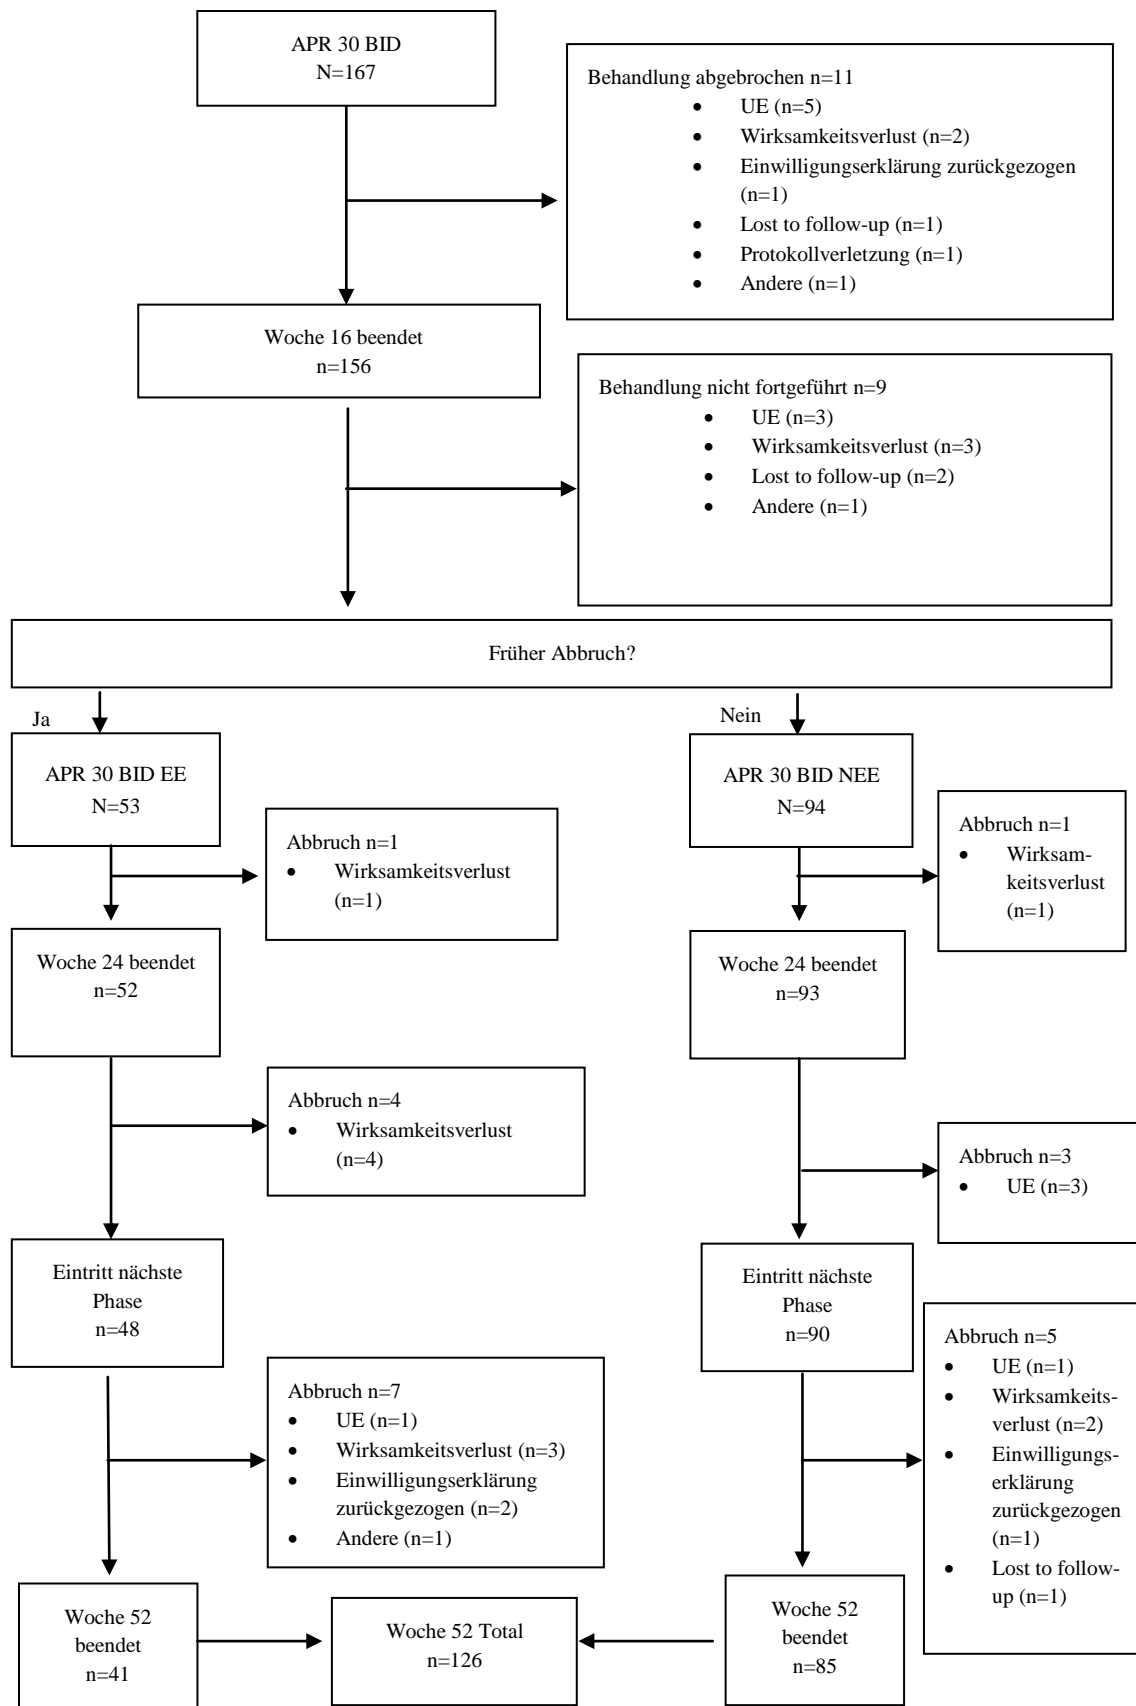 APR 30 BID
N=167
Behandlung abgebrochen n=11
• UE (n=5)
• Wirksamkeitsverlust (n=2)
• Einwilligungserklärung zurückgezogen
(n=1)
• Lost to follow-up (n=1)
• Protokollverletzung (n=1)
• Andere (n=1)
Woche 16 beendet
n=156
Behandlung nicht fortgeführt n=9
• UE (n=3)
• Wirksamkeitsverlust (n=3)
• Lost to follow-up (n=2)
• Andere (n=1)
Früher Abbruch?
Ja
Nein
APR 30 BID EE
N=53
APR 30 BID NEE
N=94
Abbruch n=1
• Wirksamkeitsverlust
(n=1)
Abbruch n=1
• Wirksam-
keitsverlust
(n=1)
Woche 24 beendet
n=52
Woche 24 beendet
n=93
Abbruch n=4
• Wirksamkeitsverlust
(n=4)
Abbruch n=3
• UE (n=3)
Eintritt nächste
Phase
n=48
Eintritt nächste
Phase
n=90
Abbruch n=7
• UE (n=1)
• Wirksamkeitsverlust (n=3)
• Einwilligungserklärung
zurückgezogen (n=2)
• Andere (n=1)
Abbruch n=5
• UE (n=1)
• Wirksamkeits-
verlust (n=2)
• Einwilligungs-
erklärung
zurückgezogen
(n=1)
• Lost to follow-
up (n=1)
Woche 52
beendet
n=41
Woche 52 Total
n=126
Woche 52
beendet
n=85